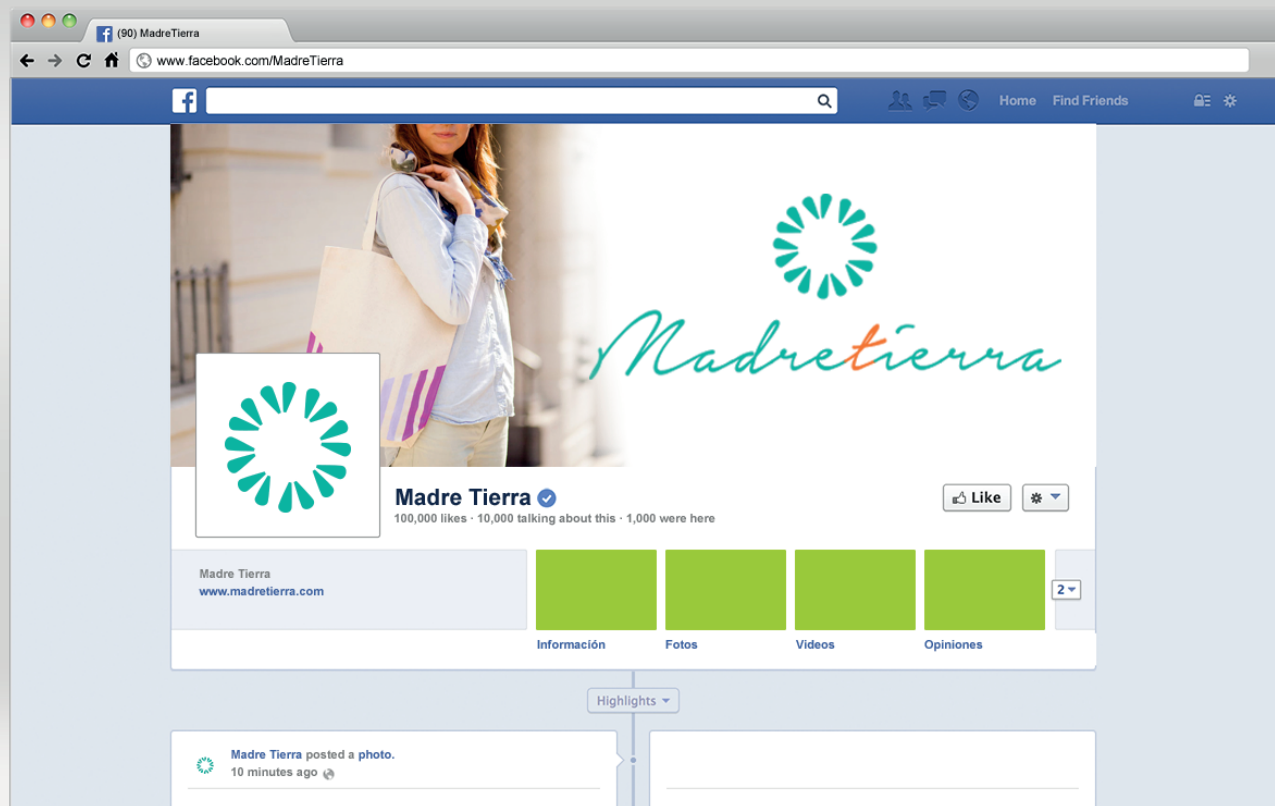 (90) MadreTierra
www.facebook.com/MadreTierra
f
Home Find Friends
Madretierra
Madre Tierra
100,000 likes · 10,000 talking about this · 1,000 were here
Like
Madre Tierra
www.madretierra.com
2
Información Fotos Videos Opiniones
Highlights
Madre Tierra posted a photo.
10 minutes ago